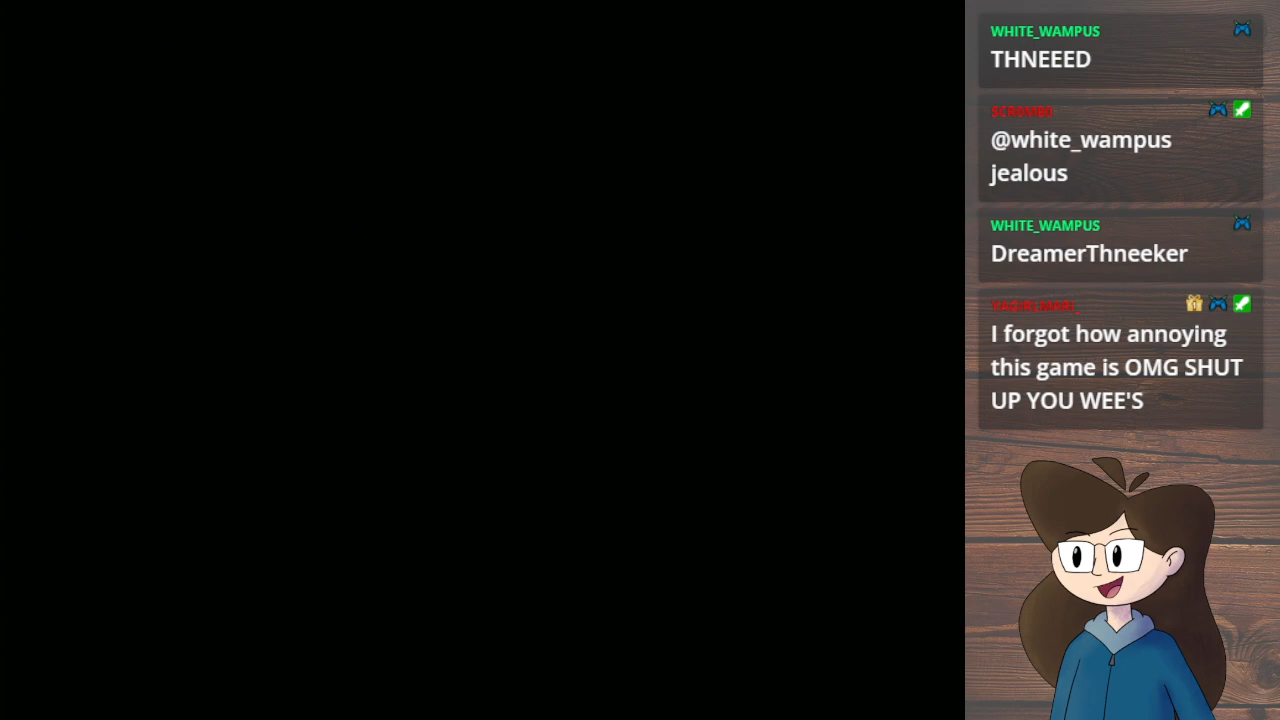 WHITE_WAMPUS
THNEEED
@white_wampus
jealous
WHITE_WAMPUS
DreamerThneeker
I forgot how annoying
this game is OMG SHUT
UP YOU WEE'S